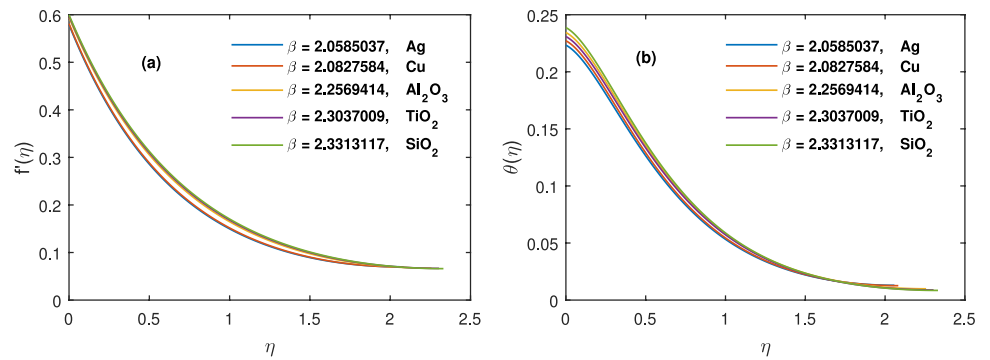 0.6
0.5
0.4
0.3
0.2
0.1
0
f'(η)
(a)
β = 2.0585037, Ag
β = 2.0827584, Cu
β = 2.2569414, Al₂O₃
β = 2.3037009, TiO₂
β = 2.3313117, SiO₂
0 0.5 1 1.5 2 2.5
η
0.25
0.2
0.15
0.1
0.05
0
θ(η)
(b)
β = 2.0585037, Ag
β = 2.0827584, Cu
β = 2.2569414, Al₂O₃
β = 2.3037009, TiO₂
β = 2.3313117, SiO₂
0 0.5 1 1.5 2 2.5
η